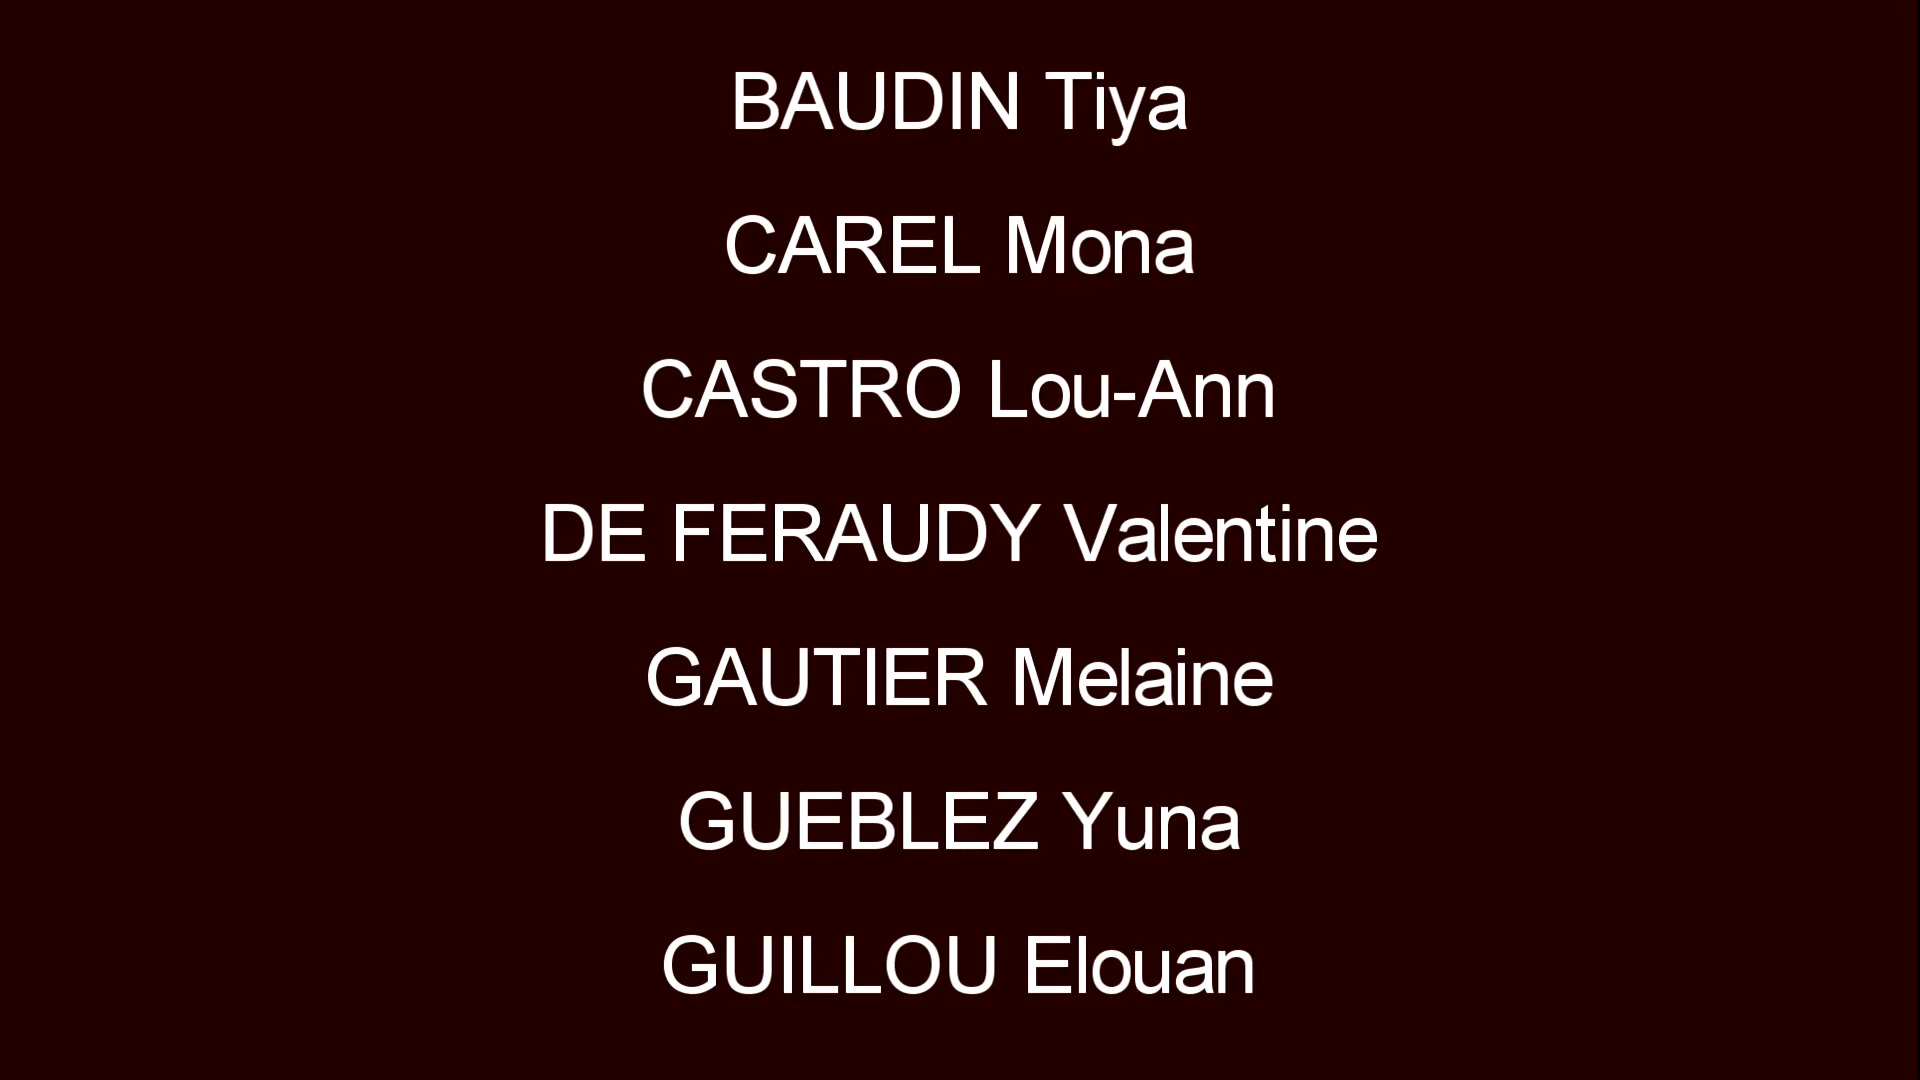 BAUDIN Tiya
CAREL Mona
CASTRO Lou-Ann
DE FERAUDY Valentine
GAUTIER Melaine
GUEBLEZ Yuna
GUILLOU Elouan